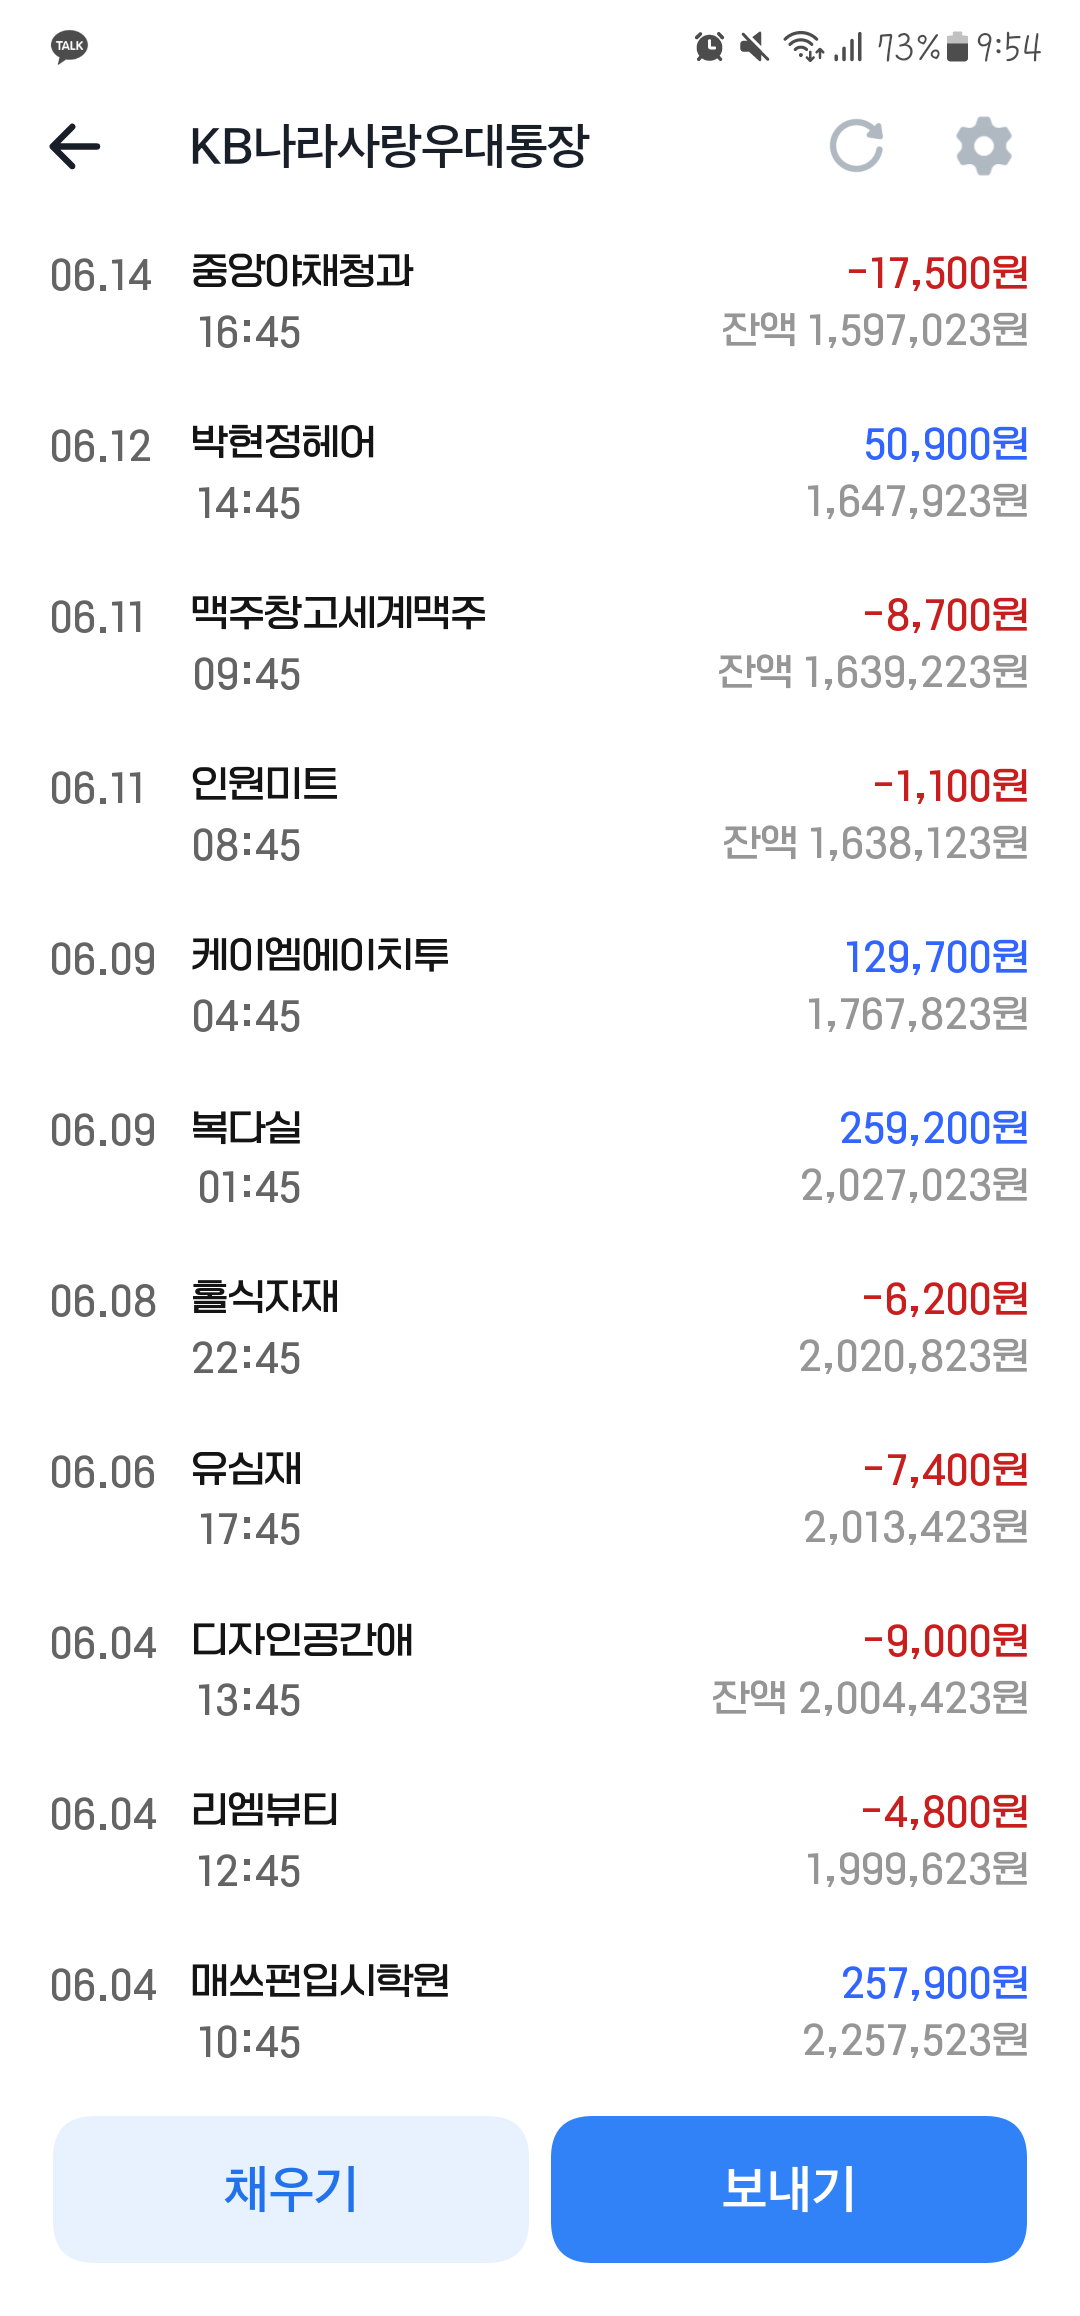 TALK
73% 9:54
KB나라사랑우대통장
06.14 중앙야채청과 -17,500원
16:45 잔액 1,597,023원
06.12 박현정헤어 50,900원
14:45 1,647,923원
06.11 맥주창고세계맥주 -8,700원
09:45 잔액 1,639,223원
06.11 인원미트 -1,100원
08:45 잔액 1,638,123원
06.09 케이엠에이치투 129,700원
04:45 1,767,823원
06.09 복다실 259,200원
01:45 2,027,023원
06.08 홀식자재 -6,200원
22:45 2,020,823원
06.06 유심재 -7,400원
17:45 2,013,423원
06.04 디자인공간애 -9,000원
13:45 잔액 2,004,423원
06.04 리엠뷰티 -4,800원
12:45 1,999,623원
06.04 매쓰펀입시학원 257,900원
10:45 2,257,523원
채우기 보내기